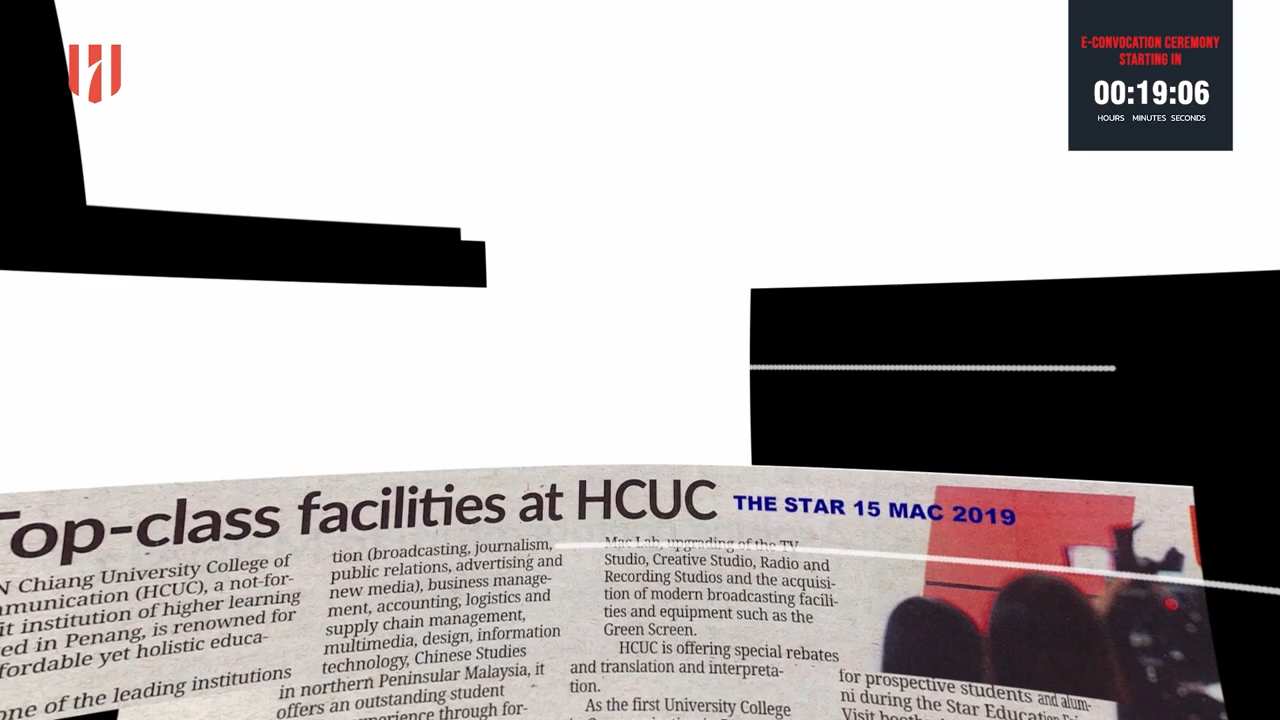 E-CONVOCATION CEREMONY
STARTING IN
00:19:06
HOURS MINUTES SECONDS
Top-class facilities at HCUC
THE STAR 15 MAC 2019
N Chiang University College of
mmunication (HCUC), a not-for-
it institution of higher learning
ed in Penang, is renowned for
fordable yet holistic educa-
one of the leading institutions
tion (broadcasting, journalism,
public relations, advertising and
new media), business manage-
ment, accounting, logistics and
supply chain management,
multimedia, design, information
technology, Chinese Studies
in northern Peninsular Malaysia, it
offers an outstanding student
perience through for-
Mac Lab, upgrading of the TV
Studio, Creative Studio, Radio and
Recording Studios and the acquisi-
tion of modern broadcasting facili-
ties and equipment such as the
Green Screen.
HCUC is offering special rebates
and translation and interpreta-
tion.
As the first University College
for prospective students and alum-
ni during the Star Education
Visit